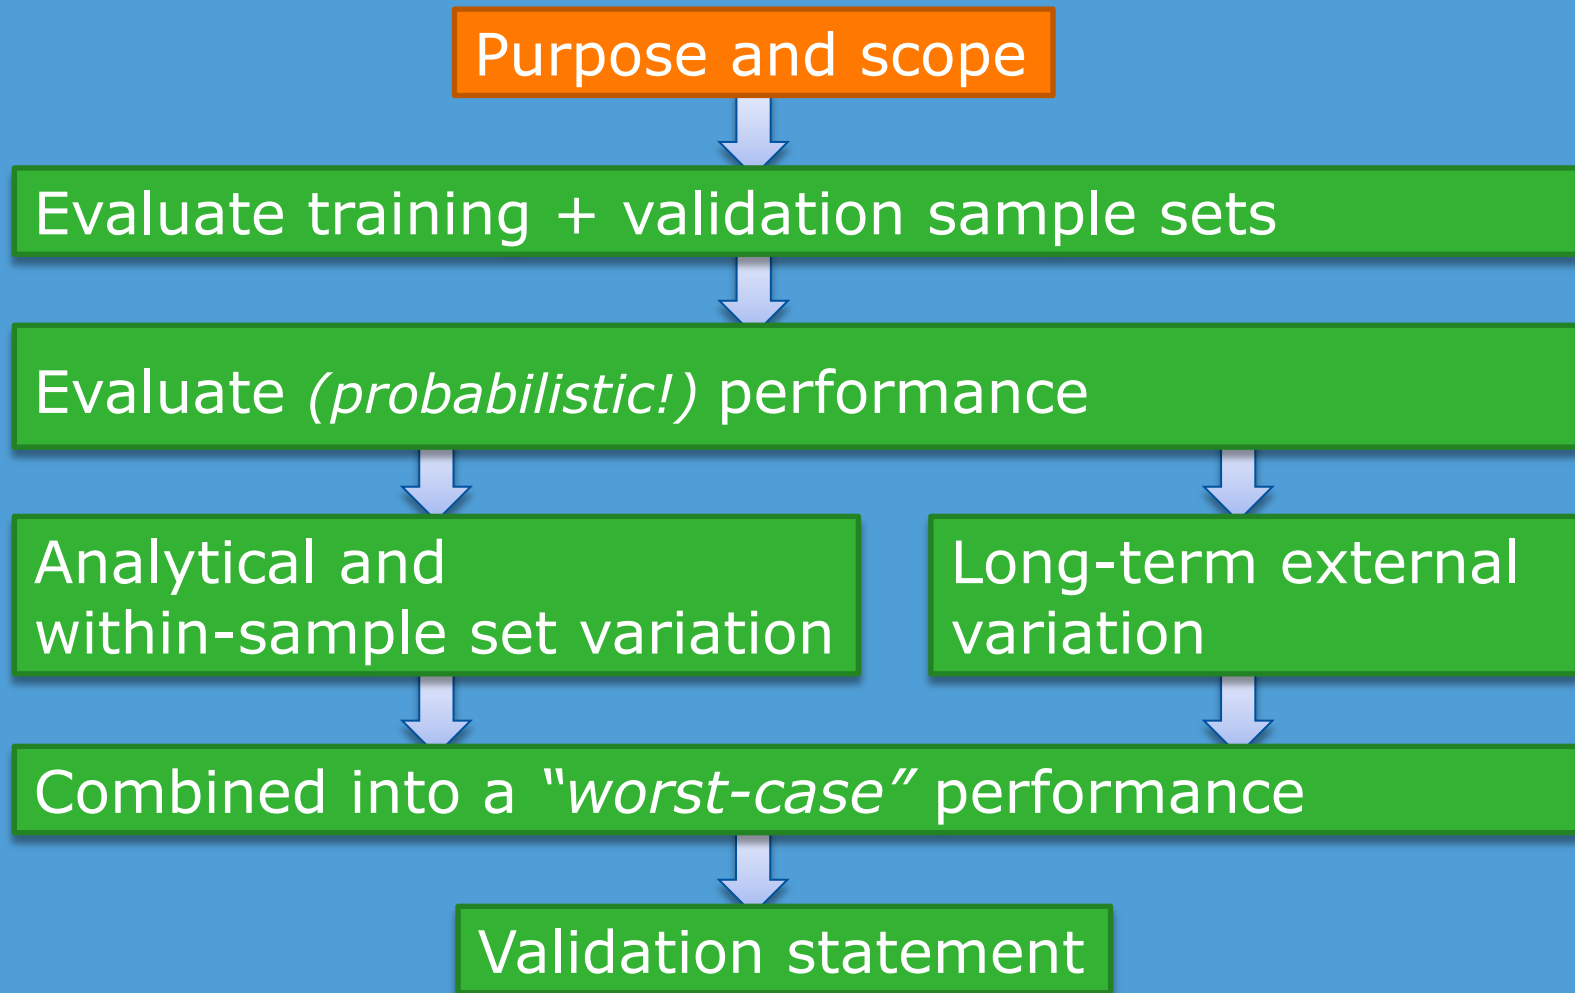 Purpose and scope
Evaluate training + validation sample sets
Evaluate (probabilistic!) performance
Analytical and
within-sample set variation
Long-term external
variation
Combined into a “worst-case” performance
Validation statement